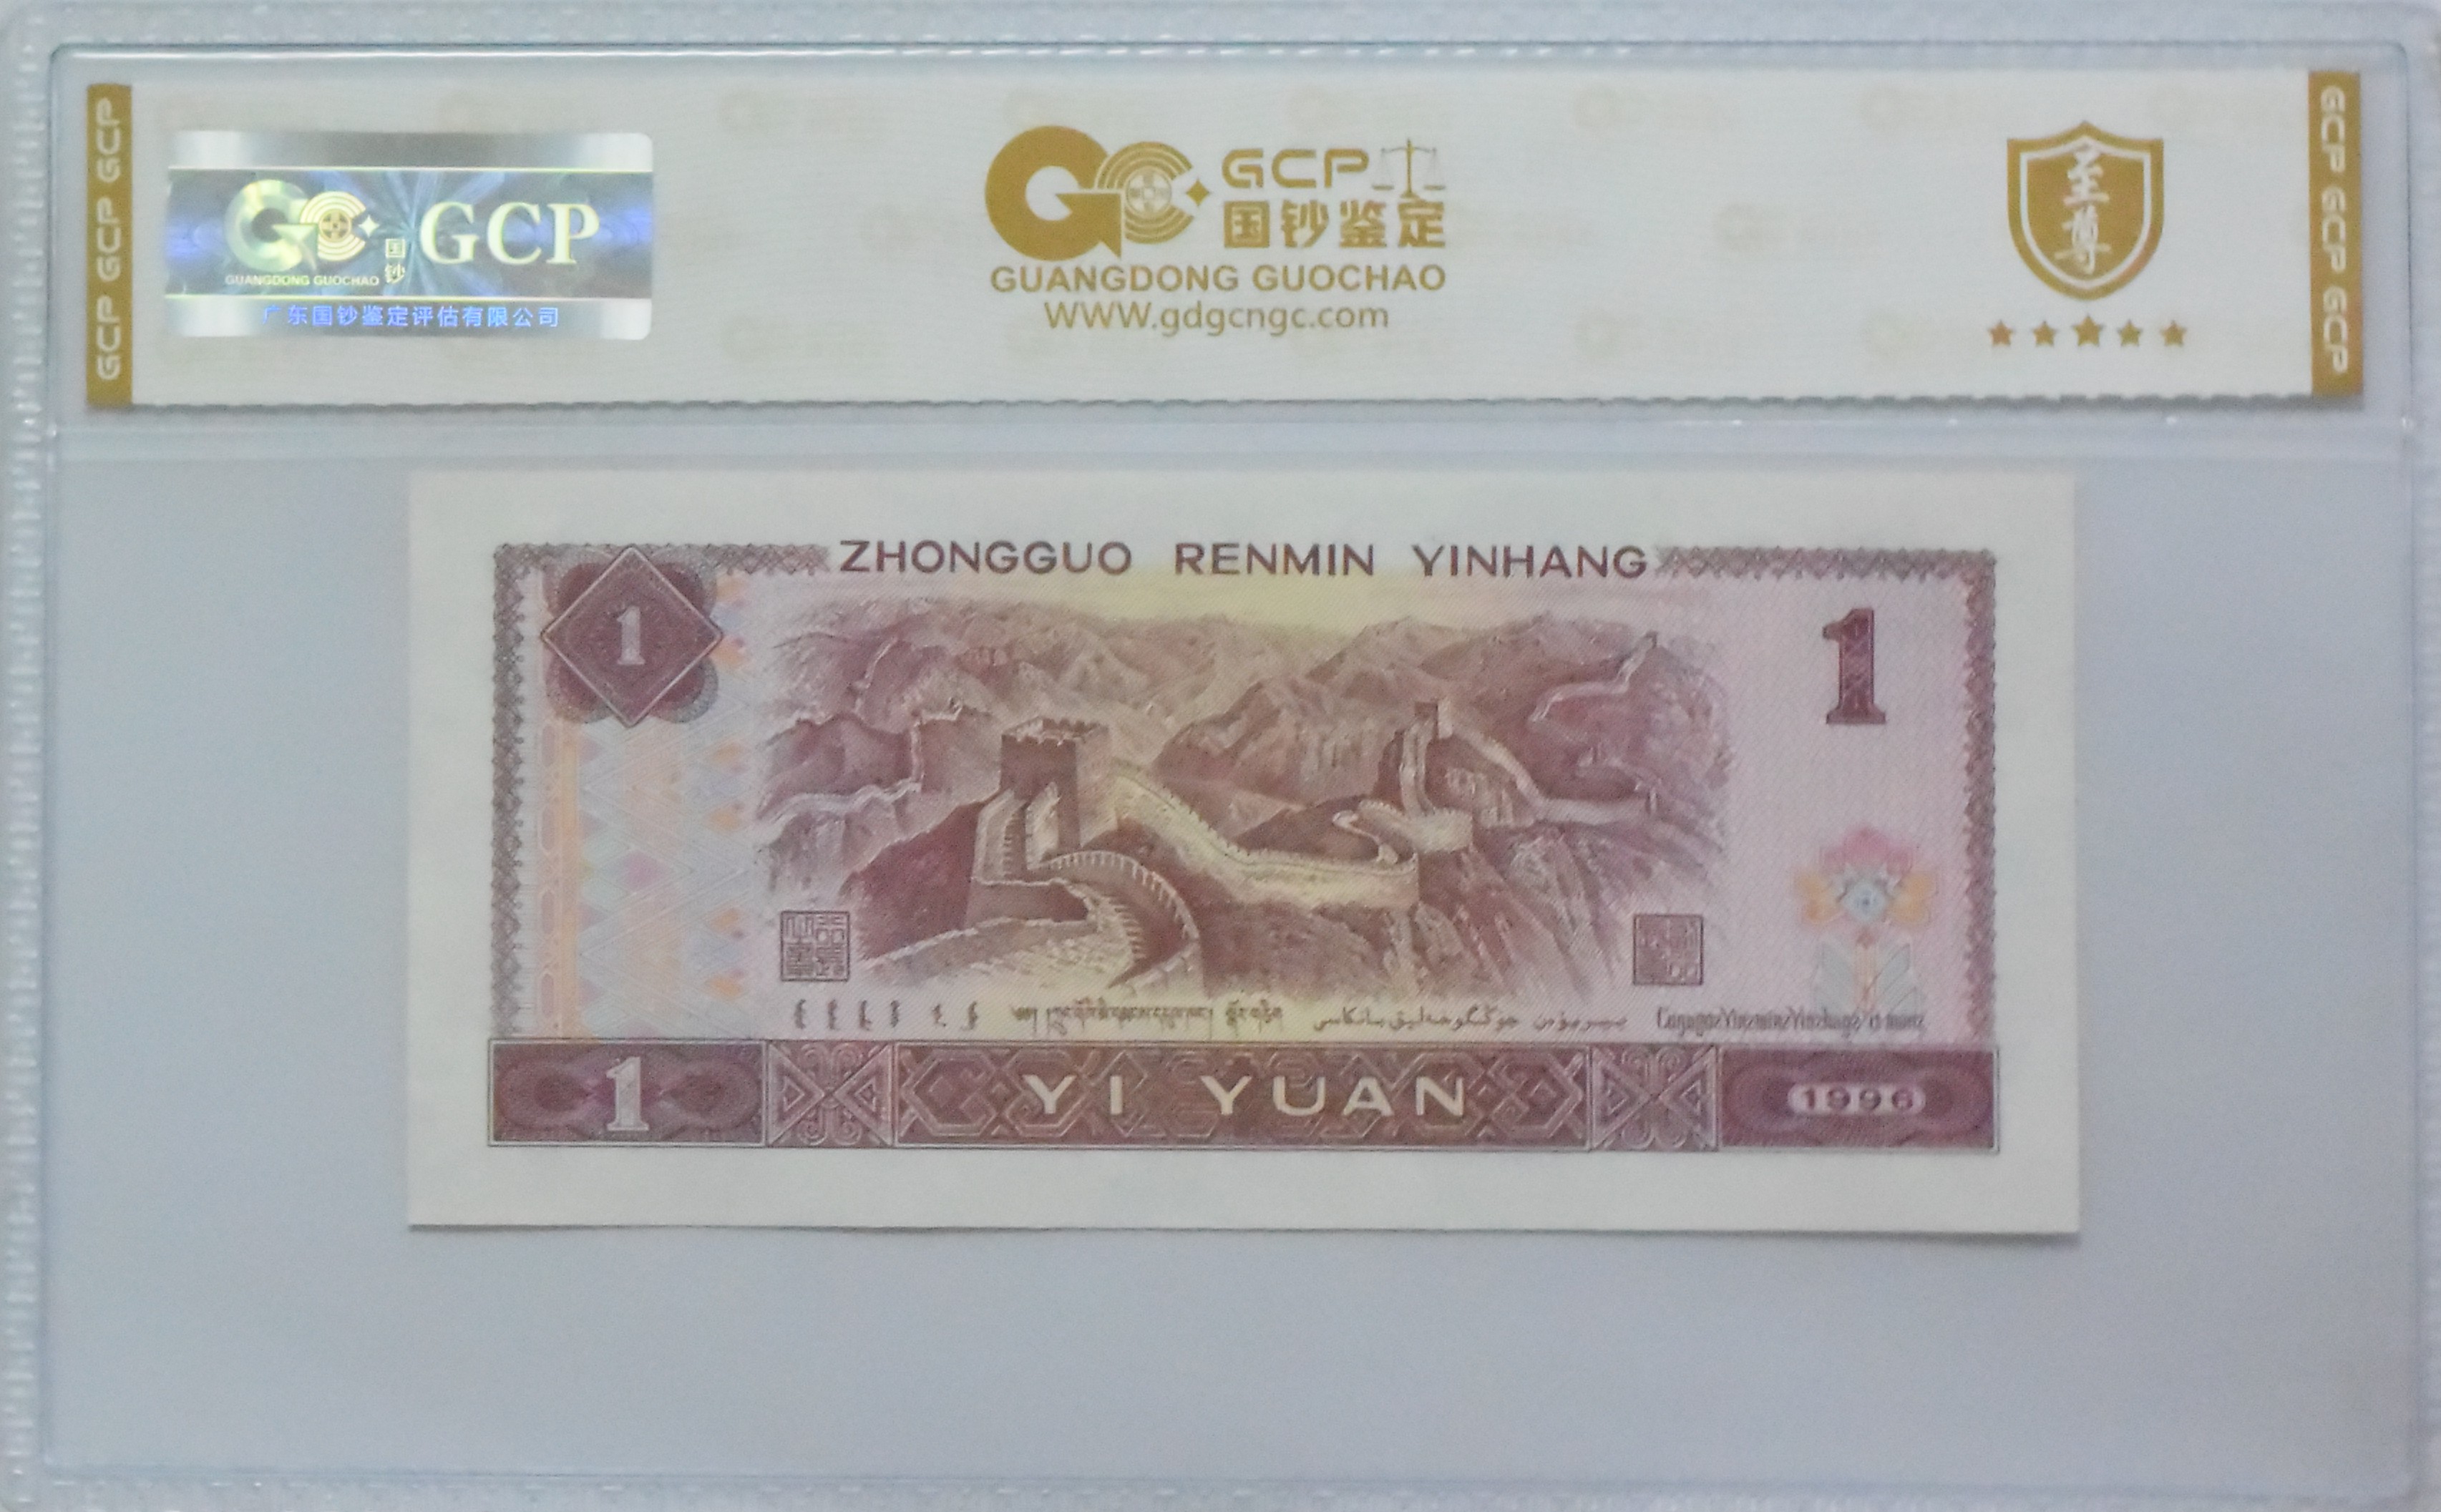 GCP GCP GCP
GUANGDONG GUOCHAO
国钞
GCP
广东国钞鉴定评估有限公司
GCP
国钞鉴定
GUANGDONG GUOCHAO
WWW.gdgcngc.com
至尊
GCP GCP GCP
ZHONGGUO RENMIN YINHANG
1
1
1
YI YUAN
1996